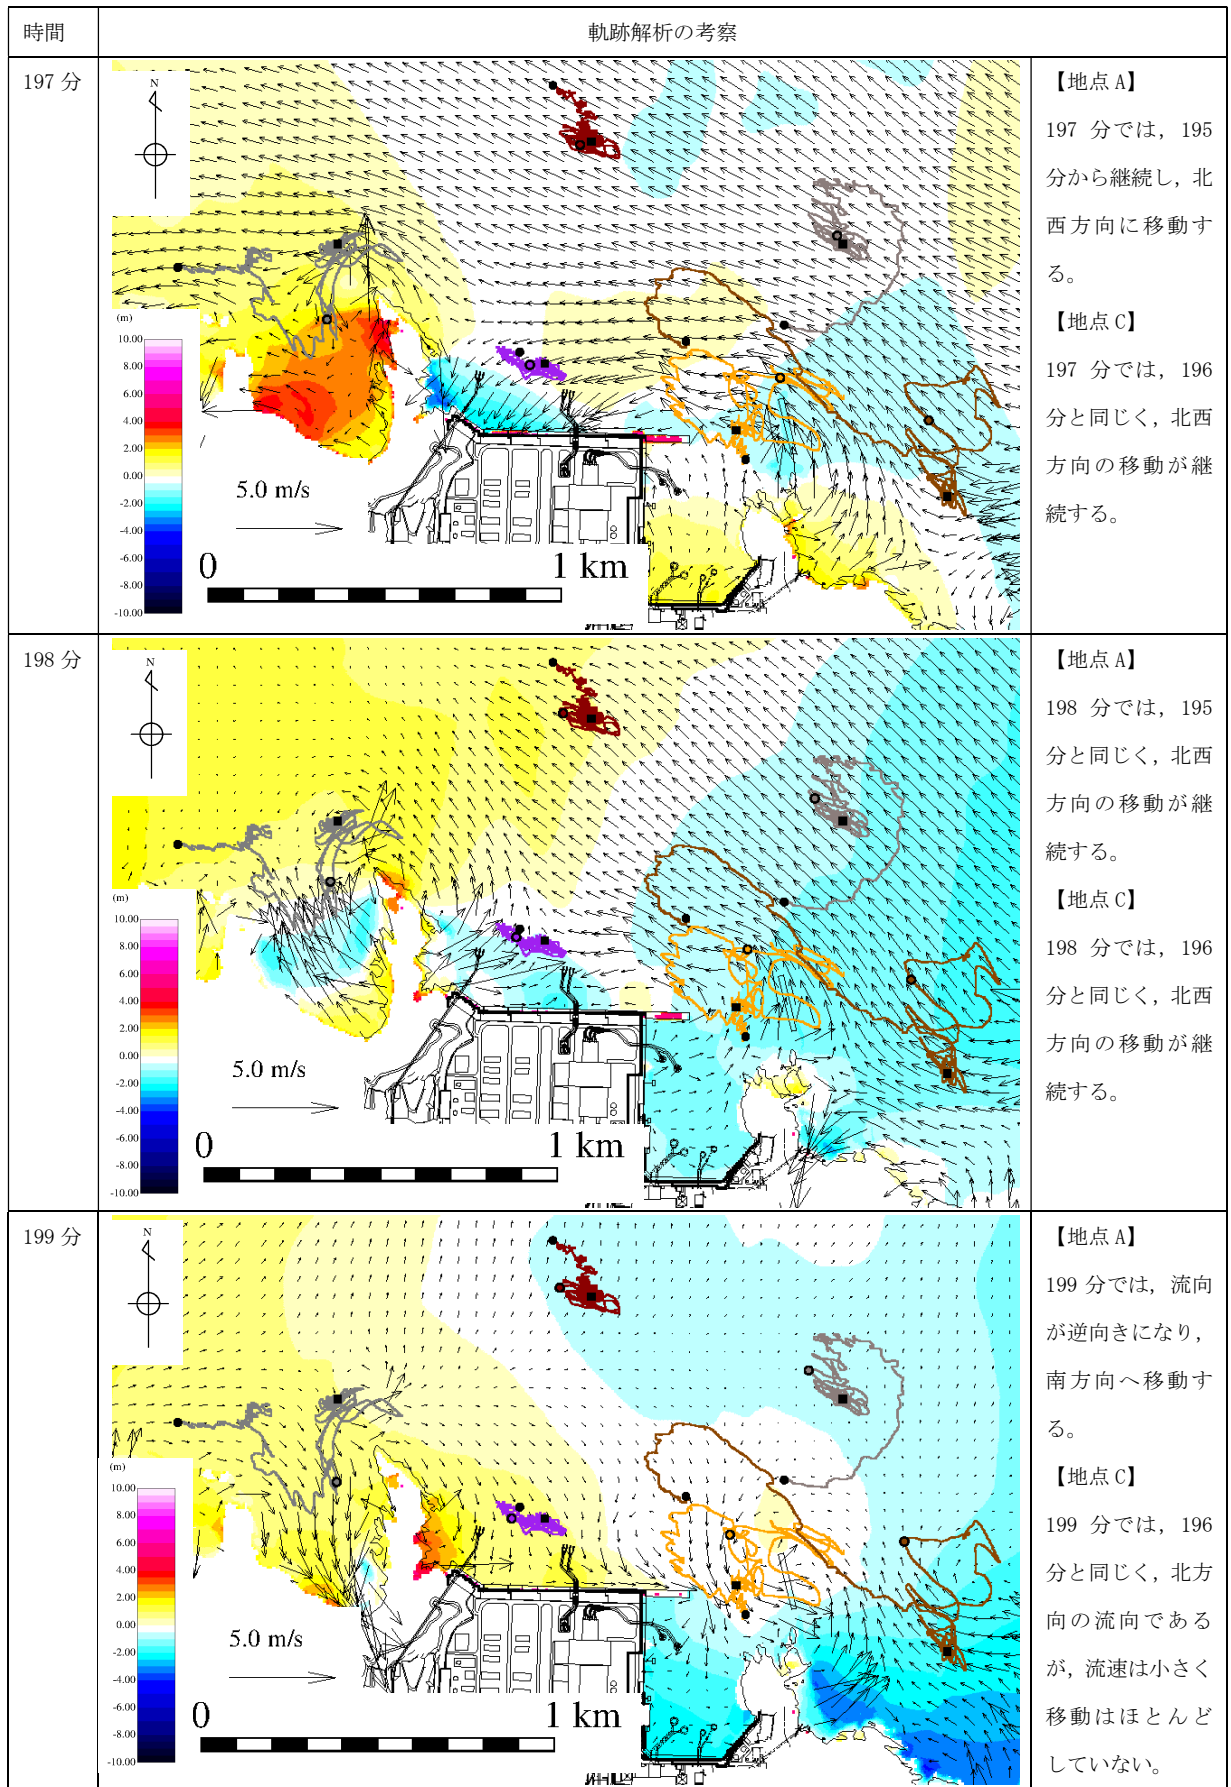 時間
軌跡解析の考察
197 分
N
(m)
10.00
8.00
6.00
4.00
2.00
0.00
-2.00
-4.00
-6.00
-8.00
-10.00
5.0 m/s
0
1 km
【地点 A】
197 分では，195
分から継続し，北
西方向に移動す
る。
【地点 C】
197 分では，196
分と同じく，北西
方向の移動が継
続する。
198 分
N
(m)
10.00
8.00
6.00
4.00
2.00
0.00
-2.00
-4.00
-6.00
-8.00
-10.00
5.0 m/s
0
1 km
【地点 A】
198 分では，195
分と同じく，北西
方向の移動が継
続する。
【地点 C】
198 分では，196
分と同じく，北西
方向の移動が継
続する。
199 分
N
(m)
10.00
8.00
6.00
4.00
2.00
0.00
-2.00
-4.00
-6.00
-8.00
-10.00
5.0 m/s
0
1 km
【地点 A】
199 分では，流向
が逆向きになり，
南方向へ移動す
る。
【地点 C】
199 分では，196
分と同じく，北方
向の流向である
が，流速は小さく
移動はほとんど
していない。